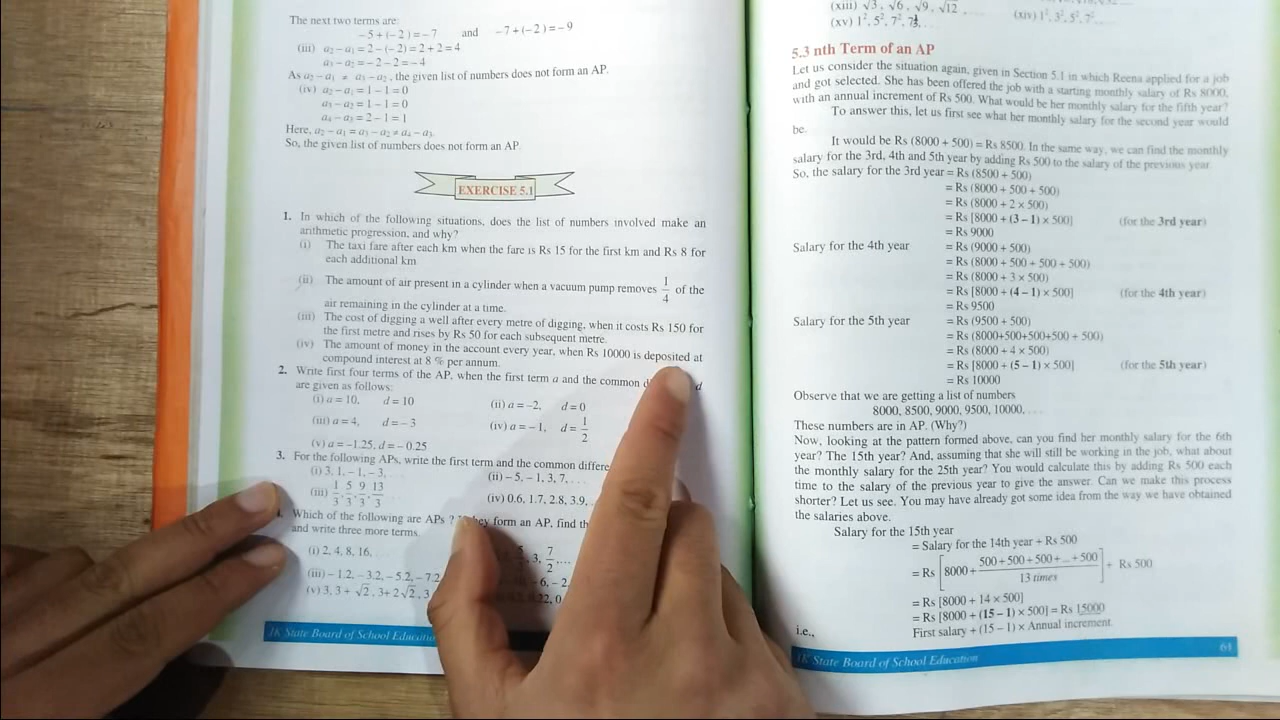 The next two terms are:
–5 + (–2) = –7 and –7 + (–2) = –9
(iii) a₂ – a₁ = 2 – (–2) = 2 + 2 = 4
a₃ – a₂ = – 2 – 2 = – 4
As a₂ – a₁ ≠ a₃ – a₂, the given list of numbers does not form an AP.
(iv) a₂ – a₁ = 1 – 1 = 0
a₃ – a₂ = 1 – 1 = 0
a₄ – a₃ = 2 – 1 = 1
Here, a₂ – a₁ = a₃ – a₂ ≠ a₄ – a₃.
So, the given list of numbers does not form an AP.
EXERCISE 5.1
1. In which of the following situations, does the list of numbers involved make an
arithmetic progression, and why?
(i) The taxi fare after each km when the fare is Rs 15 for the first km and Rs 8 for
each additional km
(ii) The amount of air present in a cylinder when a vacuum pump removes 1/4 of the
air remaining in the cylinder at a time.
(iii) The cost of digging a well after every metre of digging, when it costs Rs 150 for
the first metre and rises by Rs 50 for each subsequent metre.
(iv) The amount of money in the account every year, when Rs 10000 is deposited at
compound interest at 8 % per annum.
2. Write first four terms of the AP, when the first term a and the common d
are given as follows:
(i) a = 10, d = 10 (ii) a = –2, d = 0
(iii) a = 4, d = – 3 (iv) a = – 1, d = 1/2
(v) a = – 1.25, d = – 0.25
3. For the following APs, write the first term and the common differe
(i) 3, 1, – 1, – 3, . . . (ii) – 5, – 1, 3, 7, . . .
(iii) 1/3, 5/3, 9/3, 13/3, . . . (iv) 0.6, 1.7, 2.8, 3.9, . .
Which of the following are APs ? form an AP, find th
and write three more terms.
(i) 2, 4, 8, 16, . . . 3, 7/2, ...
(iii) – 1.2, – 3.2, – 5.2, – 7.2 – 6, – 2
(v) 3, 3 + √2, 3 + 2√2, 3 22, 0
JK State Board of School Educatio
(xiii) √3, √6, √9, √12, . . . (xiv) 1², 3², 5², 7², . . .
(xv) 1², 5², 7², 73, . . .
5.3 nth Term of an AP
Let us consider the situation again, given in Section 5.1 in which Reena applied for a job
and got selected. She has been offered the job with a starting monthly salary of Rs 8000,
with an annual increment of Rs 500. What would be her monthly salary for the fifth year?
To answer this, let us first see what her monthly salary for the second year would
be.
It would be Rs (8000 + 500) = Rs 8500. In the same way, we can find the monthly
salary for the 3rd, 4th and 5th year by adding Rs 500 to the salary of the previous year.
So, the salary for the 3rd year = Rs (8500 + 500)
= Rs (8000 + 500 + 500)
= Rs (8000 + 2 × 500)
= Rs [8000 + (3 – 1) × 500] (for the 3rd year)
= Rs 9000
Salary for the 4th year = Rs (9000 + 500)
= Rs (8000 + 500 + 500 + 500)
= Rs (8000 + 3 × 500)
= Rs [8000 + (4 – 1) × 500] (for the 4th year)
= Rs 9500
Salary for the 5th year = Rs (9500 + 500)
= Rs (8000+500+500+500 + 500)
= Rs (8000 + 4 × 500)
= Rs [8000 + (5 – 1) × 500] (for the 5th year)
= Rs 10000
Observe that we are getting a list of numbers
8000, 8500, 9000, 9500, 10000, . . .
These numbers are in AP. (Why?)
Now, looking at the pattern formed above, can you find her monthly salary for the 6th
year? The 15th year? And, assuming that she will still be working in the job, what about
the monthly salary for the 25th year? You would calculate this by adding Rs 500 each
time to the salary of the previous year to give the answer. Can we make this process
shorter? Let us see. You may have already got some idea from the way we have obtained
the salaries above.
Salary for the 15th year
= Salary for the 14th year + Rs 500
= Rs [8000 + 500 + 500 + 500 + ... + 500 / 13 times] + Rs 500
= Rs [8000 + 14 × 500]
= Rs [8000 + (15 – 1) × 500] = Rs 15000
i.e., First salary + (15 – 1) × Annual increment.
JK State Board of School Education 61